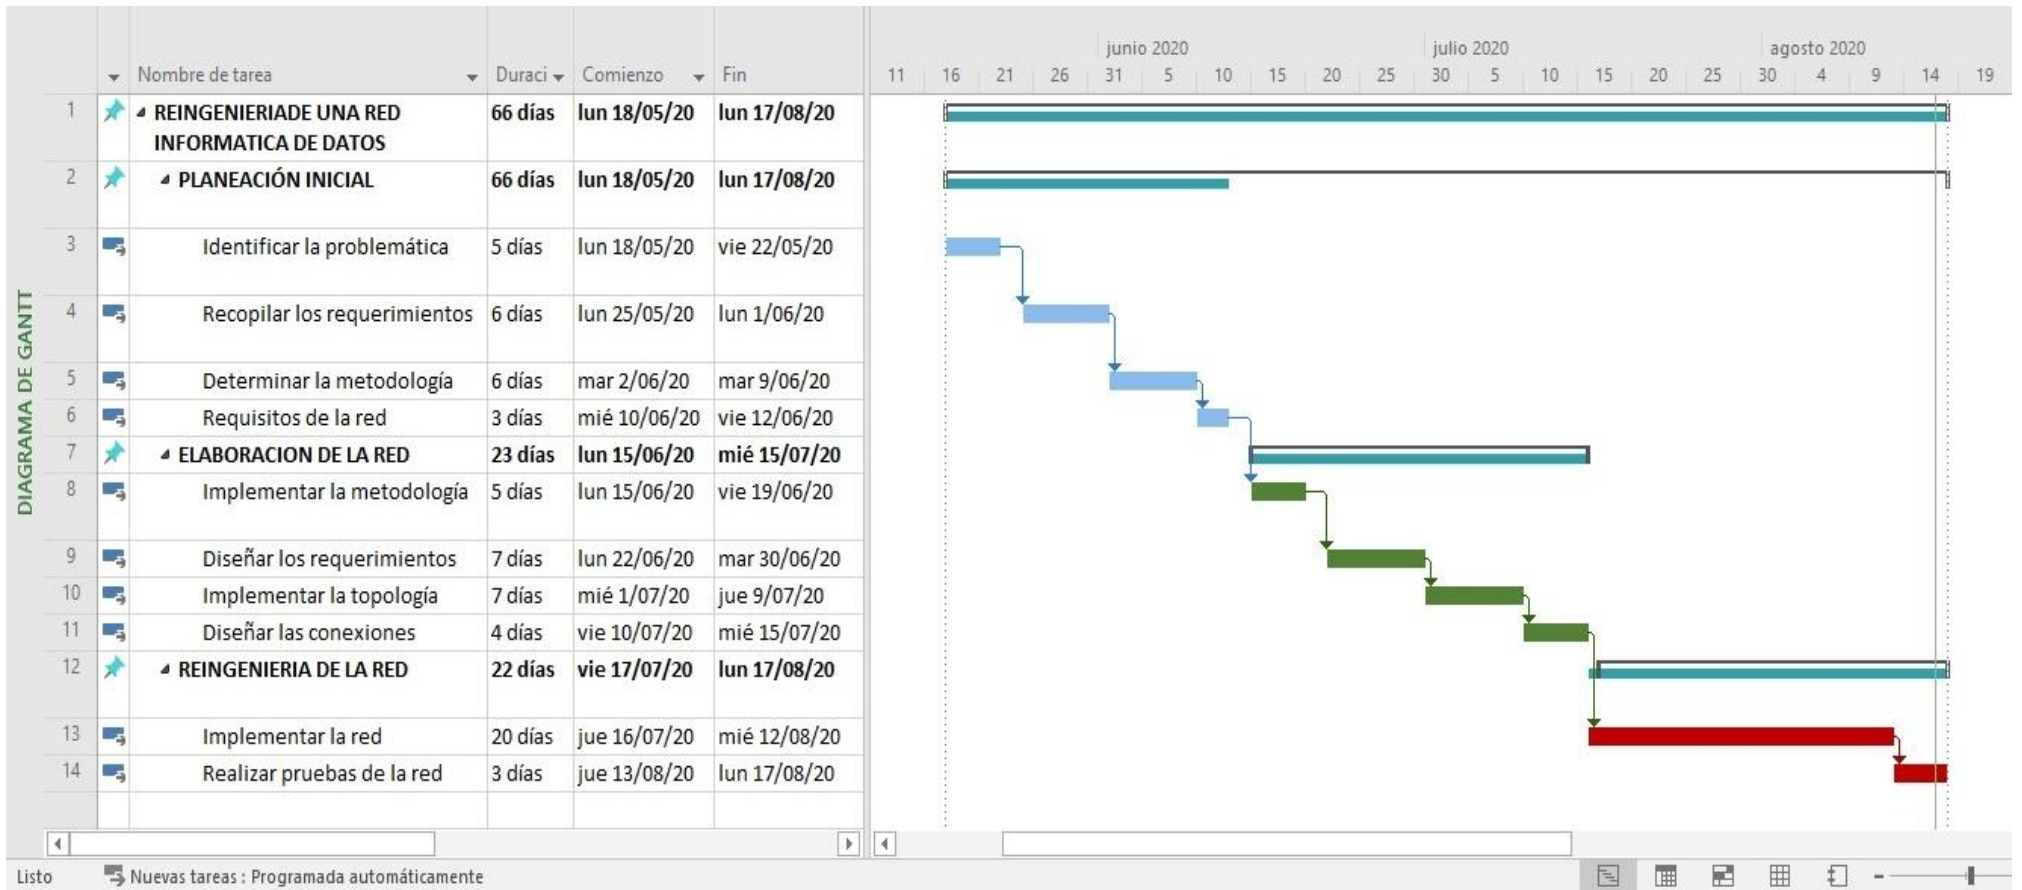 junio 2020 julio 2020 agosto 2020
Nombre de tarea Duraci Comienzo Fin 11 16 21 26 31 5 10 15 20 25 30 5 10 15 20 25 30 4 9 14 19
1 REINGENIERIADE UNA RED 66 días lun 18/05/20 lun 17/08/20
INFORMATICA DE DATOS
2 PLANEACIÓN INICIAL 66 días lun 18/05/20 lun 17/08/20
3 Identificar la problemática 5 días lun 18/05/20 vie 22/05/20
4 Recopilar los requerimientos 6 días lun 25/05/20 lun 1/06/20
5 Determinar la metodología 6 días mar 2/06/20 mar 9/06/20
6 Requisitos de la red 3 días mié 10/06/20 vie 12/06/20
7 ELABORACION DE LA RED 23 días lun 15/06/20 mié 15/07/20
8 Implementar la metodología 5 días lun 15/06/20 vie 19/06/20
9 Diseñar los requerimientos 7 días lun 22/06/20 mar 30/06/20
10 Implementar la topología 7 días mié 1/07/20 jue 9/07/20
11 Diseñar las conexiones 4 días vie 10/07/20 mié 15/07/20
12 REINGENIERIA DE LA RED 22 días vie 17/07/20 lun 17/08/20
13 Implementar la red 20 días jue 16/07/20 mié 12/08/20
14 Realizar pruebas de la red 3 días jue 13/08/20 lun 17/08/20
DIAGRAMA DE GANTT
Listo Nuevas tareas : Programada automáticamente